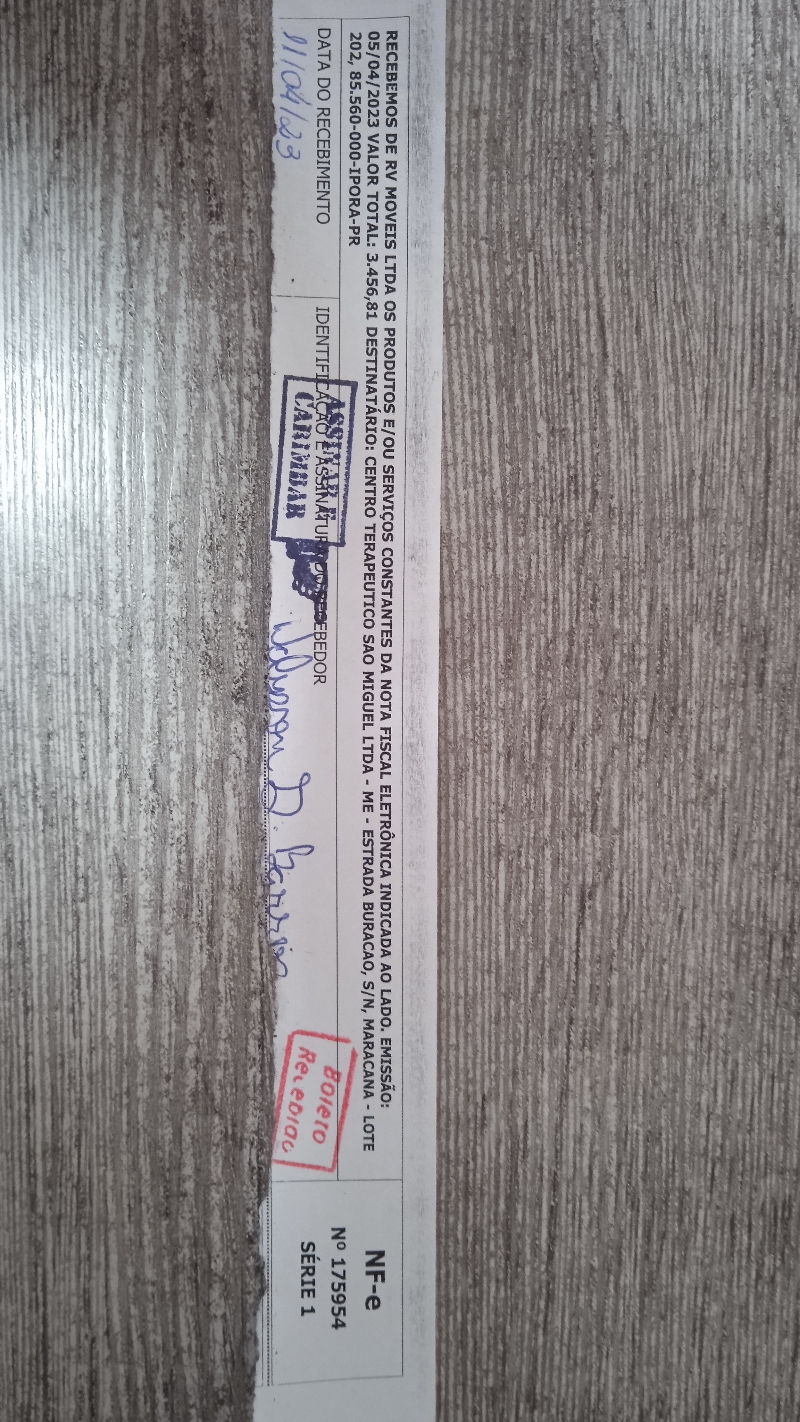 RECEBEMOS DE RV MOVEIS LTDA OS PRODUTOS E/OU SERVIÇOS CONSTANTES DA NOTA FISCAL ELETRÔNICA INDICADA AO LADO. EMISSÃO:
05/04/2023 VALOR TOTAL: 3.456,81 DESTINATÁRIO: CENTRO TERAPEUTICO SAO MIGUEL LTDA - ME - ESTRADA BURACAO, S/N, MARACANA - LOTE
202, 85.560-000-IPORA-PR
DATA DO RECEBIMENTO
11/04/23
IDENTIFICAÇÃO E ASSINATURA DO RECEBEDOR
ASSINAR E
CARIMBAR
Boleto
Recebido
NF-e
Nº 175954
SÉRIE 1